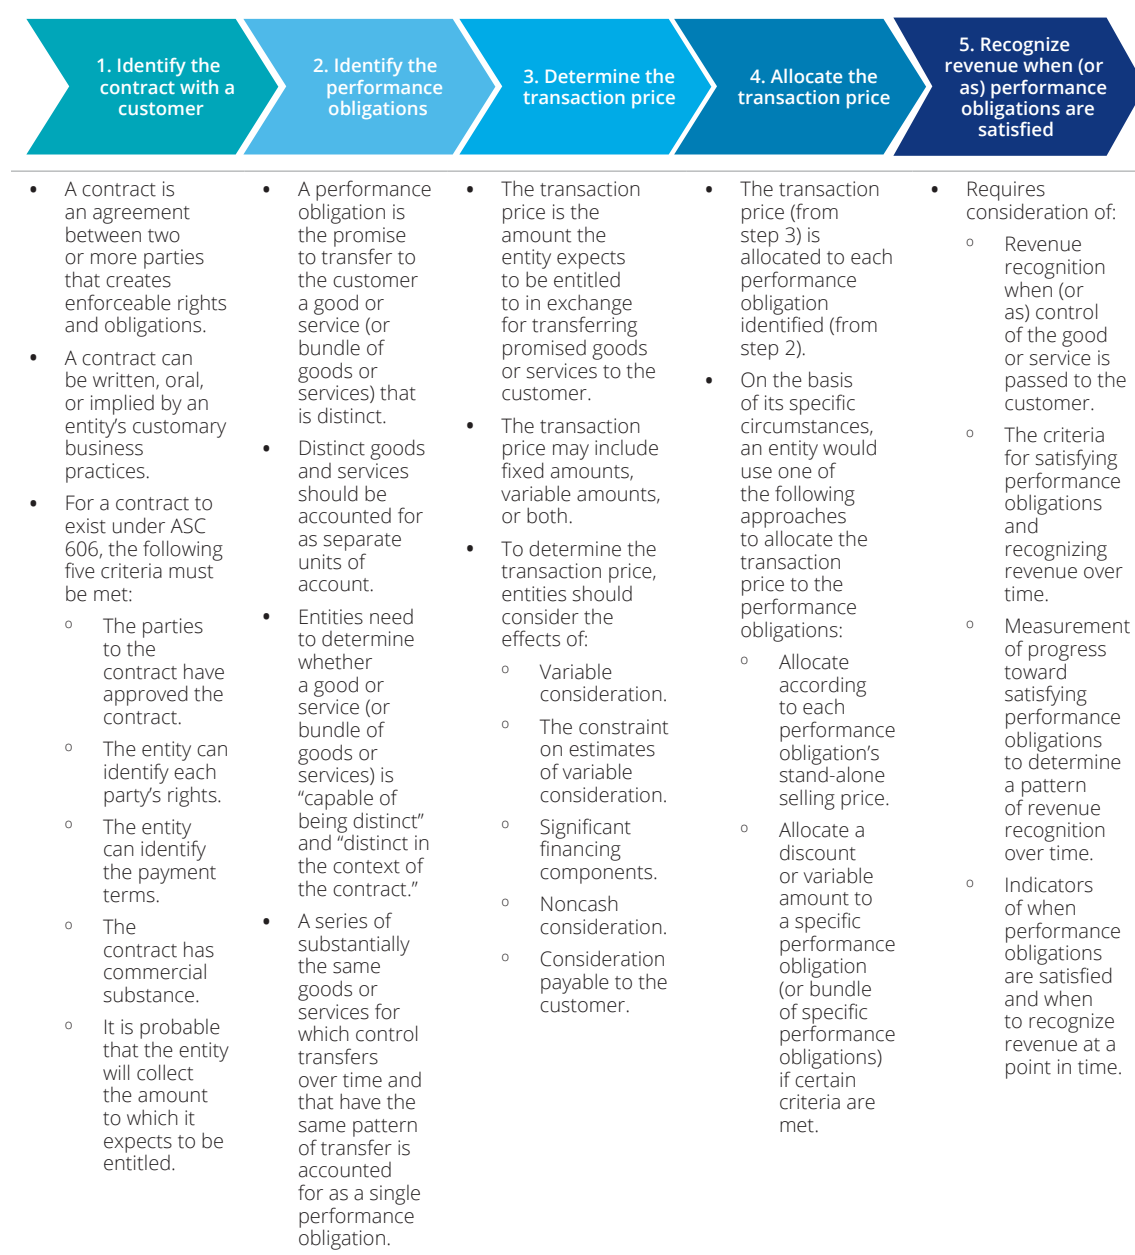 1. Identify the
contract with a
customer
2. Identify the
performance
obligations
3. Determine the
transaction price
4. Allocate the
transaction price
5. Recognize
revenue when (or
as) performance
obligations are
satisfied
• A contract is
an agreement
between two
or more parties
that creates
enforceable rights
and obligations.
• A contract can
be written, oral,
or implied by an
entity’s customary
business
practices.
• For a contract to
exist under ASC
606, the following
five criteria must
be met:
o The parties
to the
contract have
approved the
contract.
o The entity can
identify each
party’s rights.
o The entity
can identify
the payment
terms.
o The
contract has
commercial
substance.
o It is probable
that the entity
will collect
the amount
to which it
expects to be
entitled.
• A performance
obligation is
the promise
to transfer to
the customer
a good or
service (or
bundle of
goods or
services) that
is distinct.
• Distinct goods
and services
should be
accounted for
as separate
units of
account.
• Entities need
to determine
whether
a good or
service (or
bundle of
goods or
services) is
“capable of
being distinct”
and “distinct in
the context of
the contract.”
• A series of
substantially
the same
goods or
services for
which control
transfers
over time and
that have the
same pattern
of transfer is
accounted
for as a single
performance
obligation.
• The transaction
price is the
amount the
entity expects
to be entitled
to in exchange
for transferring
promised goods
or services to the
customer.
• The transaction
price may include
fixed amounts,
variable amounts,
or both.
• To determine the
transaction price,
entities should
consider the
effects of:
o Variable
consideration.
o The constraint
on estimates
of variable
consideration.
o Significant
financing
components.
o Noncash
consideration.
o Consideration
payable to the
customer.
• The transaction
price (from
step 3) is
allocated to each
performance
obligation
identified (from
step 2).
• On the basis
of its specific
circumstances,
an entity would
use one of
the following
approaches
to allocate the
transaction
price to the
performance
obligations:
o Allocate
according
to each
performance
obligation’s
stand-alone
selling price.
o Allocate a
discount
or variable
amount to
a specific
performance
obligation
(or bundle
of specific
performance
obligations)
if certain
criteria are
met.
• Requires
consideration of:
o Revenue
recognition
when (or
as) control
of the good
or service is
passed to the
customer.
o The criteria
for satisfying
performance
obligations
and
recognizing
revenue over
time.
o Measurement
of progress
toward
satisfying
performance
obligations
to determine
a pattern
of revenue
recognition
over time.
o Indicators
of when
performance
obligations
are satisfied
and when
to recognize
revenue at a
point in time.